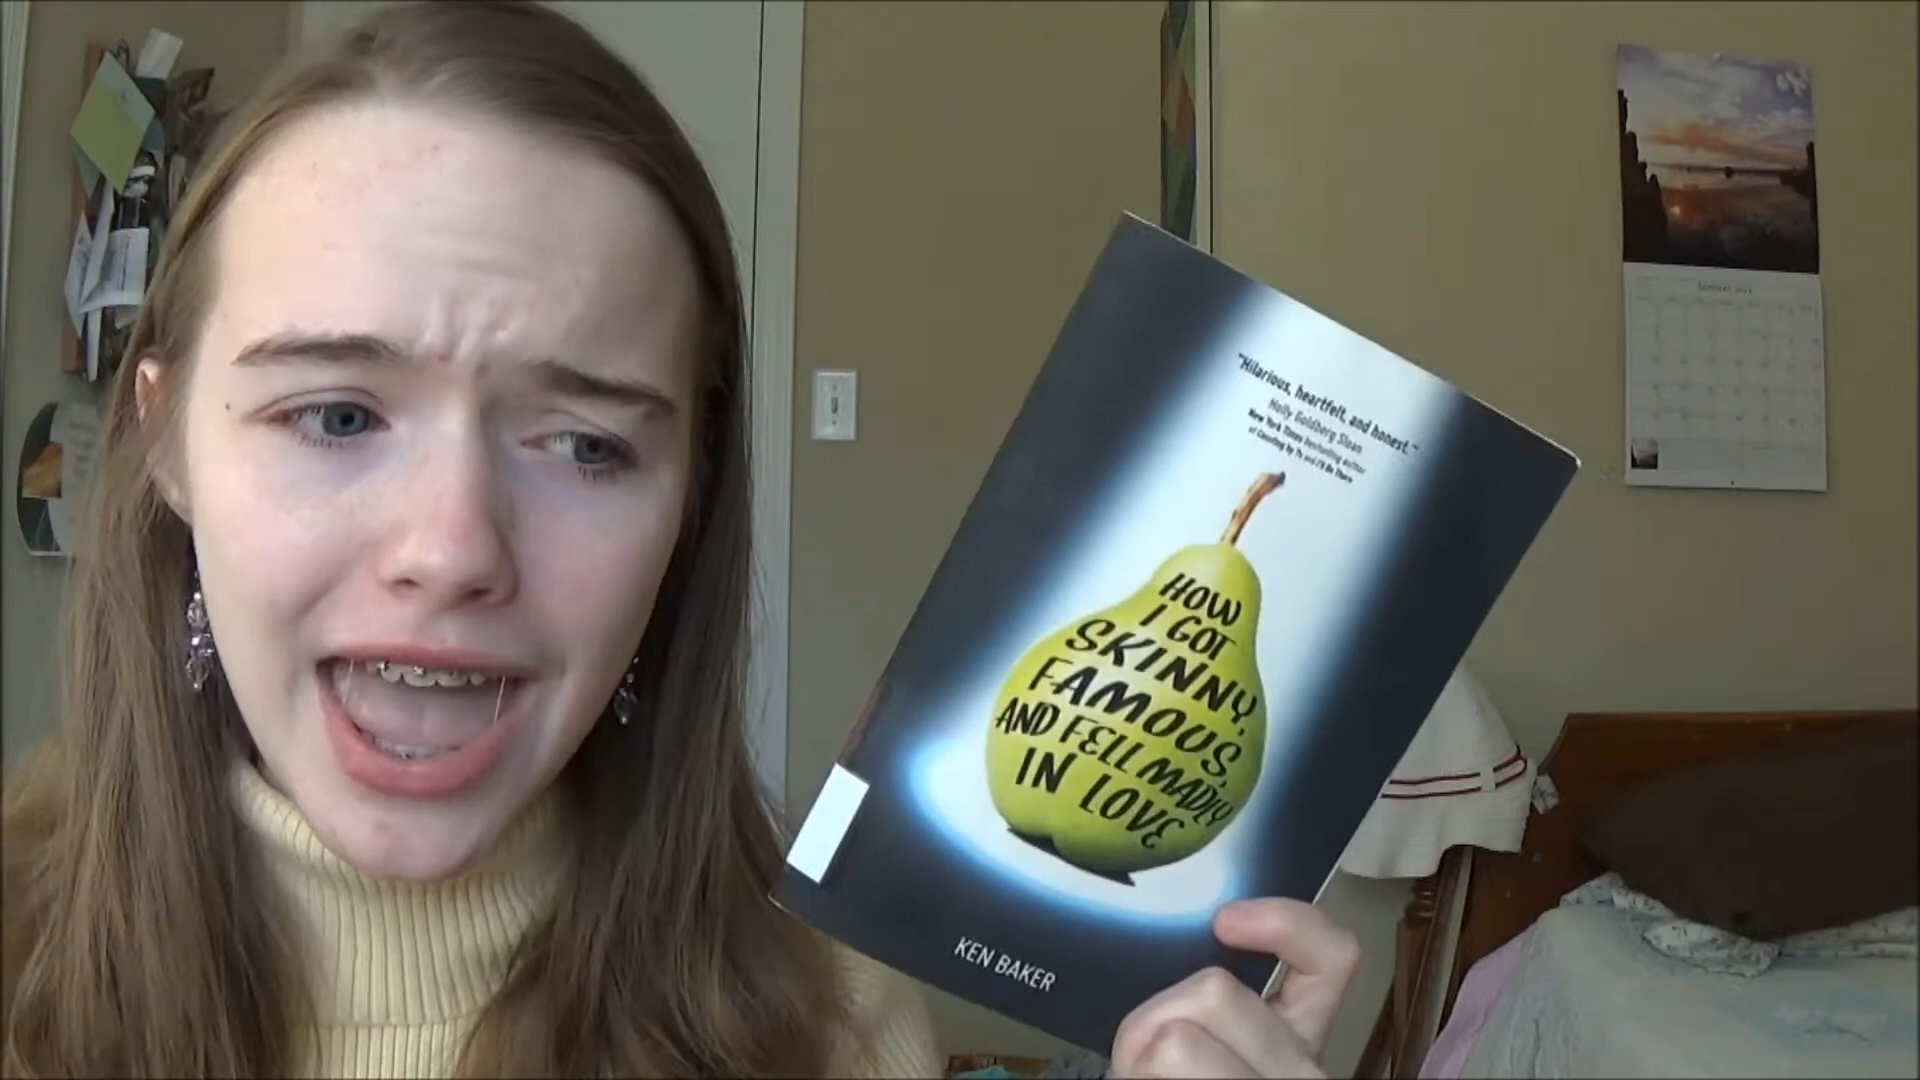 "Hilarious, heartfelt, and honest."
Holly Goldberg Sloan
New York Times bestselling author
of Counting by 7s and I'll Be There
HOW
I GOT
SKINNY,
FAMOUS,
AND FELL MADLY
IN LOVE
KEN BAKER